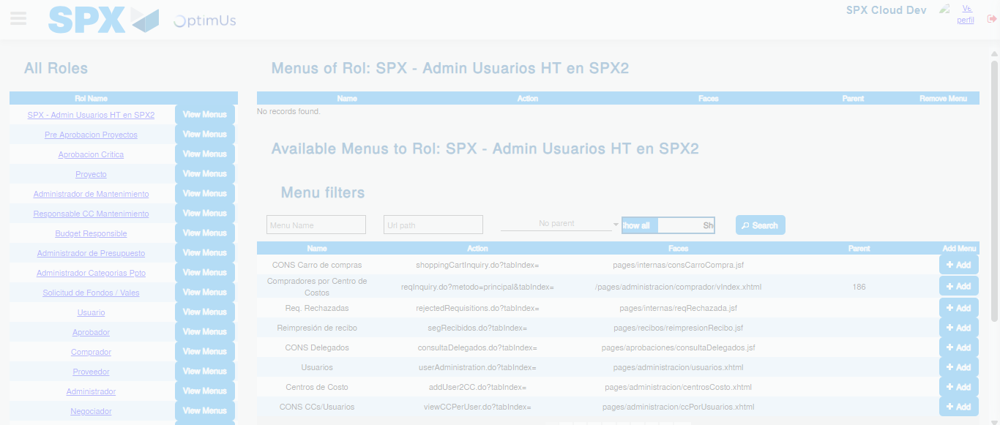 SPX OptimUs
SPX Cloud Dev
perfil
All Roles
Rol Name
SPX - Admin Usuarios HT en SPX2 View Menus
Pre Aprobacion Proyectos View Menus
Aprobacion Critica View Menus
Proyecto View Menus
Administrador de Mantenimiento View Menus
Responsable CC Mantenimiento View Menus
Budget Responsible View Menus
Administrador de Presupuesto View Menus
Administrador Categorias Ppto View Menus
Solicitud de Fondos / Vales View Menus
Usuario View Menus
Aprobador View Menus
Comprador View Menus
Proveedor View Menus
Administrador View Menus
Negociador View Menus
Menus of Rol: SPX - Admin Usuarios HT en SPX2
Name Action Faces Parent Remove Menu
No records found.
Available Menus to Rol: SPX - Admin Usuarios HT en SPX2
Menu filters
Menu Name Url path No parent how all Sh Search
Name Action Faces Parent Add Menu
CONS Carro de compras shoppingCartInquiry.do?tabIndex= pages/internas/consCarroCompra.jsf + Add
Compradores por Centro de
Costos reqInquiry.do?metodo=principal&tabIndex= /pages/administracion/comprador/vIndex.xhtml 186 + Add
Req. Rechazadas rejectedRequisitions.do?tabIndex= pages/internas/reqRechazada.jsf + Add
Reimpresión de recibo segRecibidos.do?tabIndex= pages/recibos/reimpresionRecibo.jsf + Add
CONS Delegados consultaDelegados.do?tabIndex= pages/aprobaciones/consultaDelegados.jsf + Add
Usuarios userAdministration.do?tabIndex= pages/administracion/usuarios.xhtml + Add
Centros de Costo addUser2CC.do?tabIndex= pages/administracion/centrosCosto.xhtml + Add
CONS CCs/Usuarios viewCCPerUser.do?tabIndex= pages/administracion/ccPorUsuarios.xhtml + Add